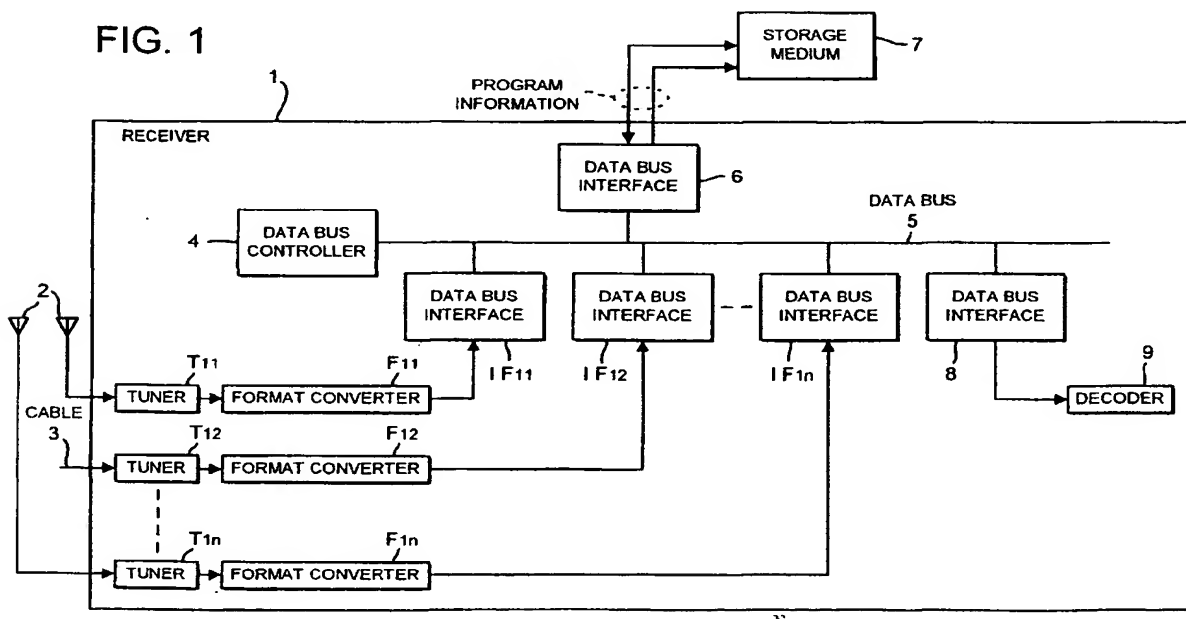 FIG. 1
STORAGE
MEDIUM
7
1
PROGRAM
INFORMATION
RECEIVER
DATA BUS
INTERFACE
6
DATA BUS
5
4
DATA BUS
CONTROLLER
2
DATA BUS
INTERFACE
DATA BUS
INTERFACE
DATA BUS
INTERFACE
DATA BUS
INTERFACE
IF11
IF12
IF1n
8
9
T11
F11
TUNER
FORMAT CONVERTER
DECODER
CABLE
3
T12
F12
TUNER
FORMAT CONVERTER
T1n
F1n
TUNER
FORMAT CONVERTER